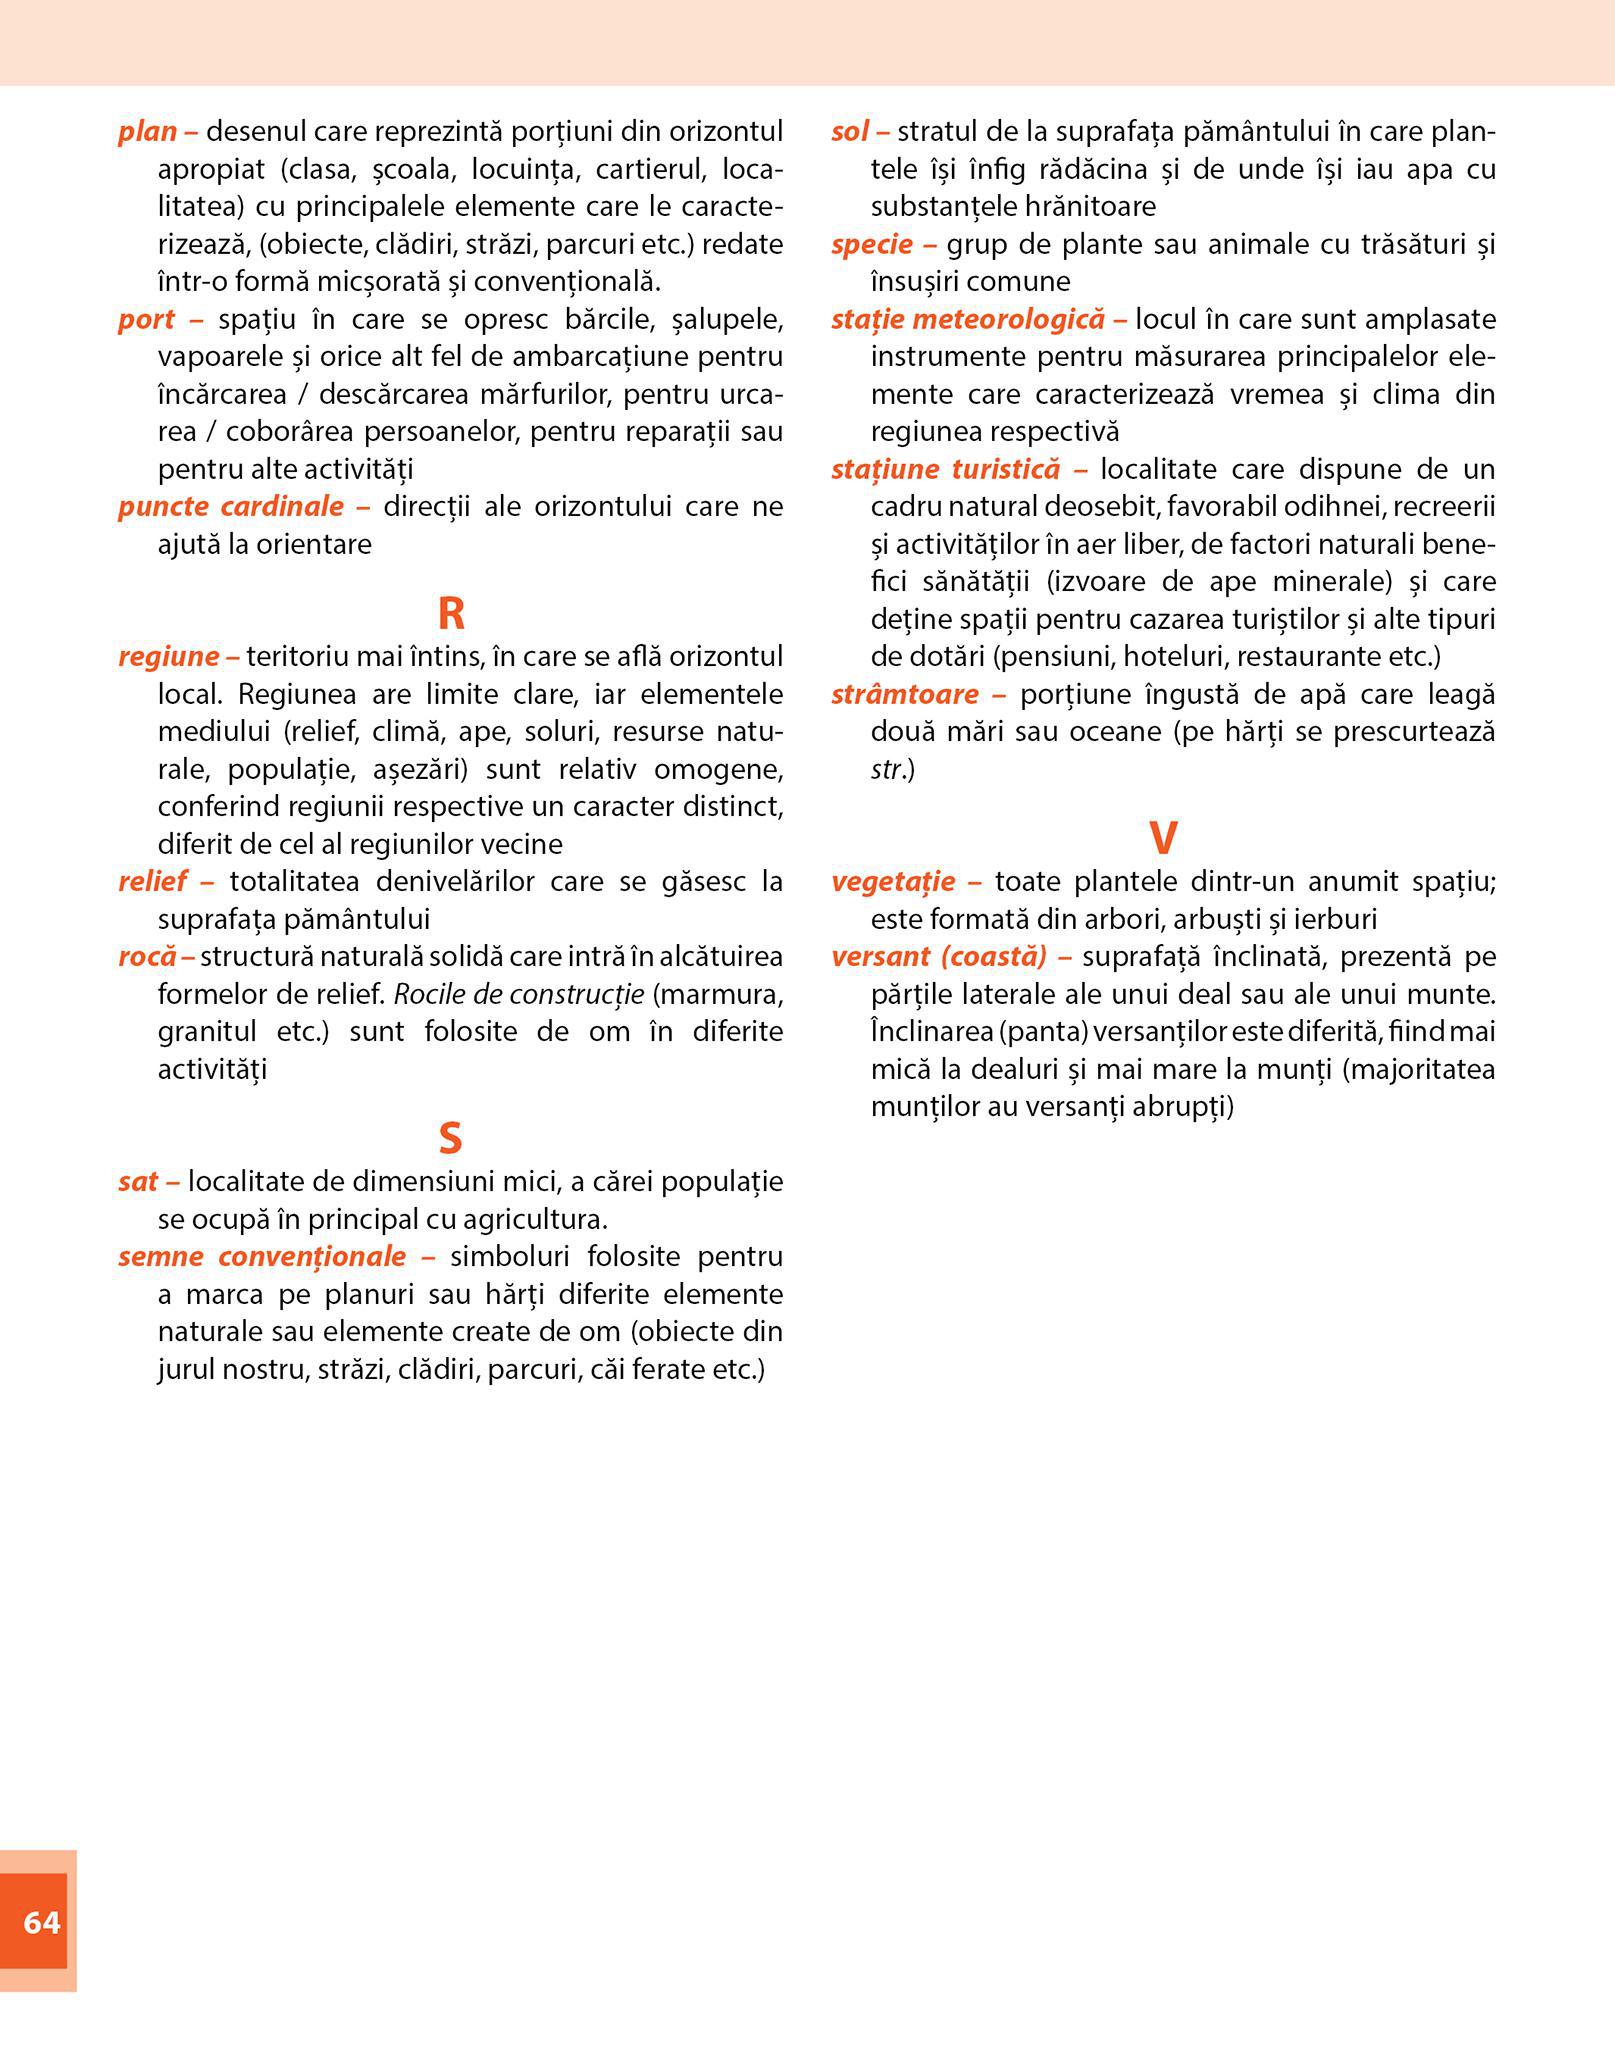 plan – desenul care reprezintă porțiuni din orizontul
apropiat (clasa, școala, locuința, cartierul, loca-
litatea) cu principalele elemente care le caracte-
rizează, (obiecte, clădiri, străzi, parcuri etc.) redate
într-o formă micșorată și convențională.
port – spațiu în care se opresc bărcile, șalupele,
vapoarele și orice alt fel de ambarcațiune pentru
încărcarea / descărcarea mărfurilor, pentru urca-
rea / coborârea persoanelor, pentru reparații sau
pentru alte activități
puncte cardinale – direcții ale orizontului care ne
ajută la orientare
R
regiune – teritoriu mai întins, în care se află orizontul
local. Regiunea are limite clare, iar elementele
mediului (relief, climă, ape, soluri, resurse natu-
rale, populație, așezări) sunt relativ omogene,
conferind regiunii respective un caracter distinct,
diferit de cel al regiunilor vecine
relief – totalitatea denivelărilor care se găsesc la
suprafața pământului
rocă – structură naturală solidă care intră în alcătuirea
formelor de relief. Rocile de construcție (marmura,
granitul etc.) sunt folosite de om în diferite
activități
S
sat – localitate de dimensiuni mici, a cărei populație
se ocupă în principal cu agricultura.
semne convenționale – simboluri folosite pentru
a marca pe planuri sau hărți diferite elemente
naturale sau elemente create de om (obiecte din
jurul nostru, străzi, clădiri, parcuri, căi ferate etc.)
sol – stratul de la suprafața pământului în care plan-
tele își înfig rădăcina și de unde își iau apa cu
substanțele hrănitoare
specie – grup de plante sau animale cu trăsături și
însușiri comune
stație meteorologică – locul în care sunt amplasate
instrumente pentru măsurarea principalelor ele-
mente care caracterizează vremea și clima din
regiunea respectivă
stațiune turistică – localitate care dispune de un
cadru natural deosebit, favorabil odihnei, recreerii
și activităților în aer liber, de factori naturali bene-
fici sănătății (izvoare de ape minerale) și care
deține spații pentru cazarea turiștilor și alte tipuri
de dotări (pensiuni, hoteluri, restaurante etc.)
strâmtoare – porțiune îngustă de apă care leagă
două mări sau oceane (pe hărți se prescurtează
str.)
V
vegetație – toate plantele dintr-un anumit spațiu;
este formată din arbori, arbuști și ierburi
versant (coastă) – suprafață înclinată, prezentă pe
părțile laterale ale unui deal sau ale unui munte.
Înclinarea (panta) versanților este diferită, fiind mai
mică la dealuri și mai mare la munți (majoritatea
munților au versanți abrupți)
64